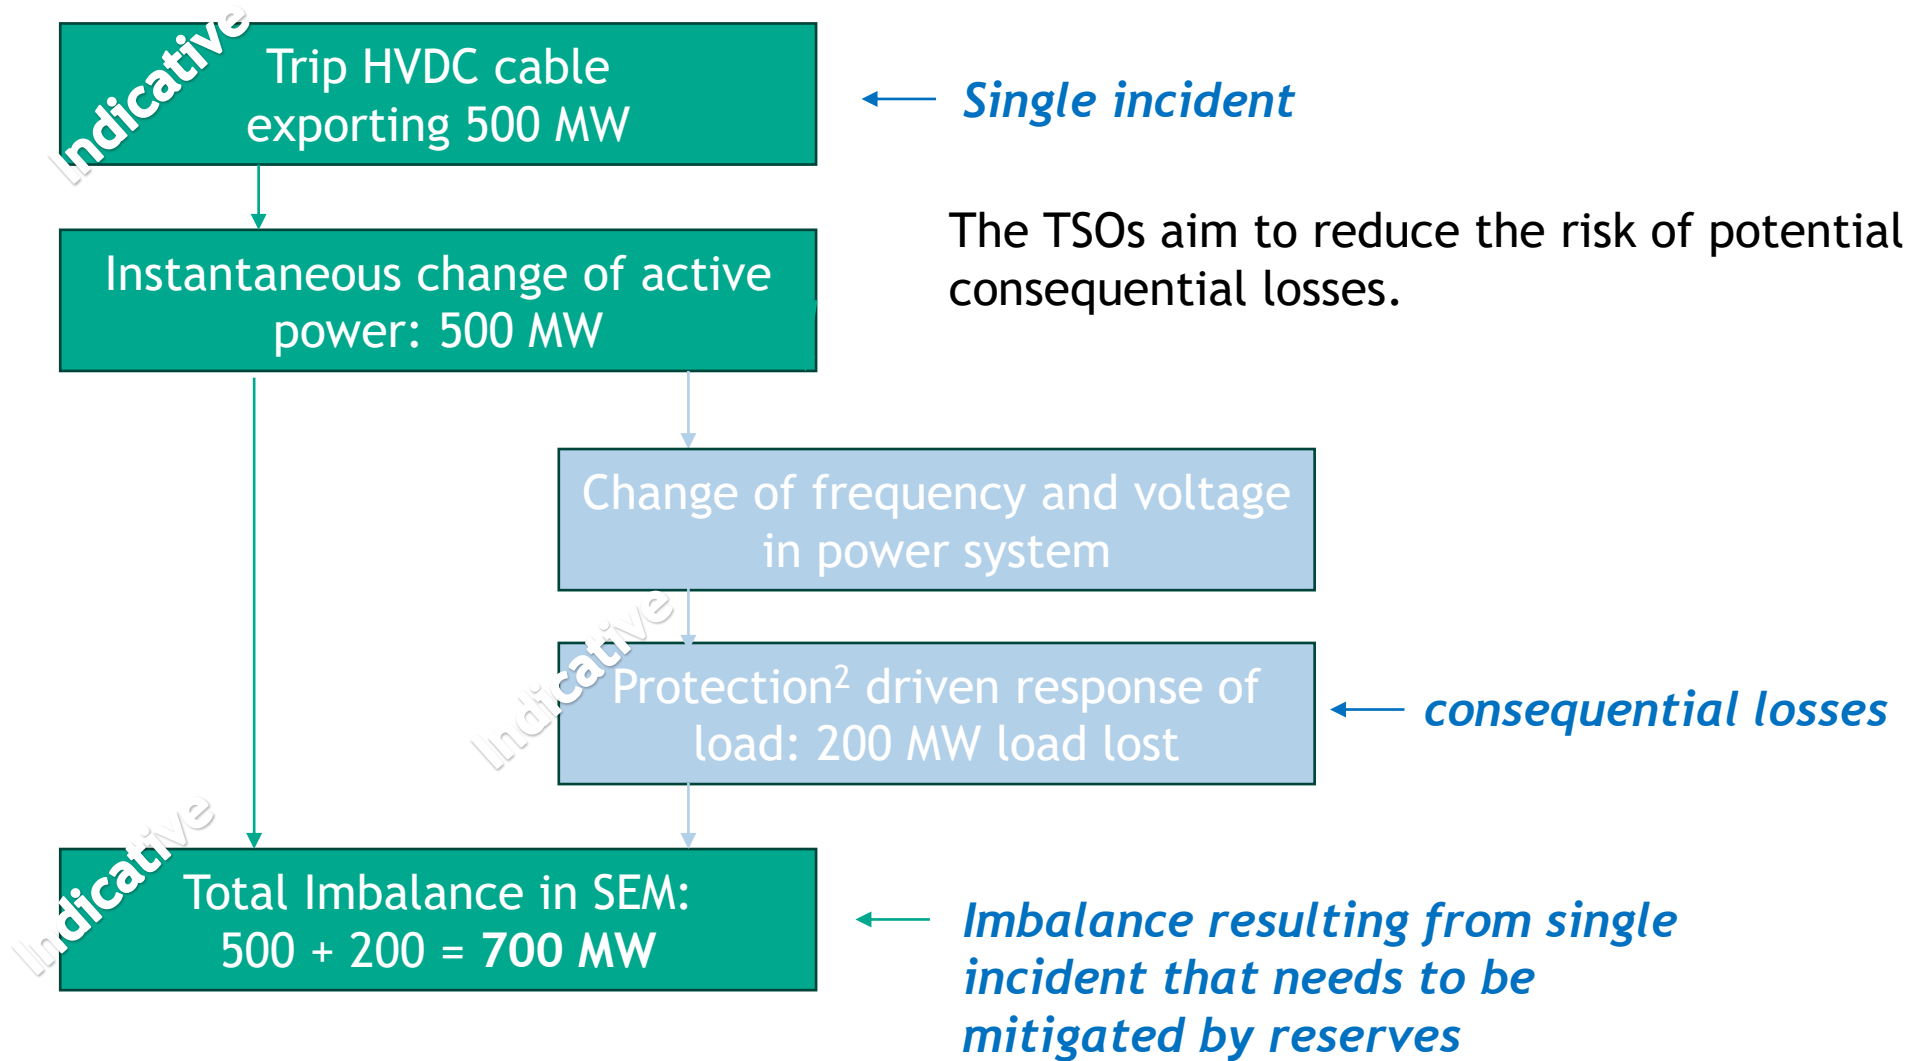 Indicative
Trip HVDC cable
exporting 500 MW
Single incident
Instantaneous change of active
power: 500 MW
The TSOs aim to reduce the risk of potential
consequential losses.
Change of frequency and voltage
in power system
Indicative
Protection² driven response of
load: 200 MW load lost
consequential losses
Indicative
Total Imbalance in SEM:
500 + 200 = 700 MW
Imbalance resulting from single
incident that needs to be
mitigated by reserves